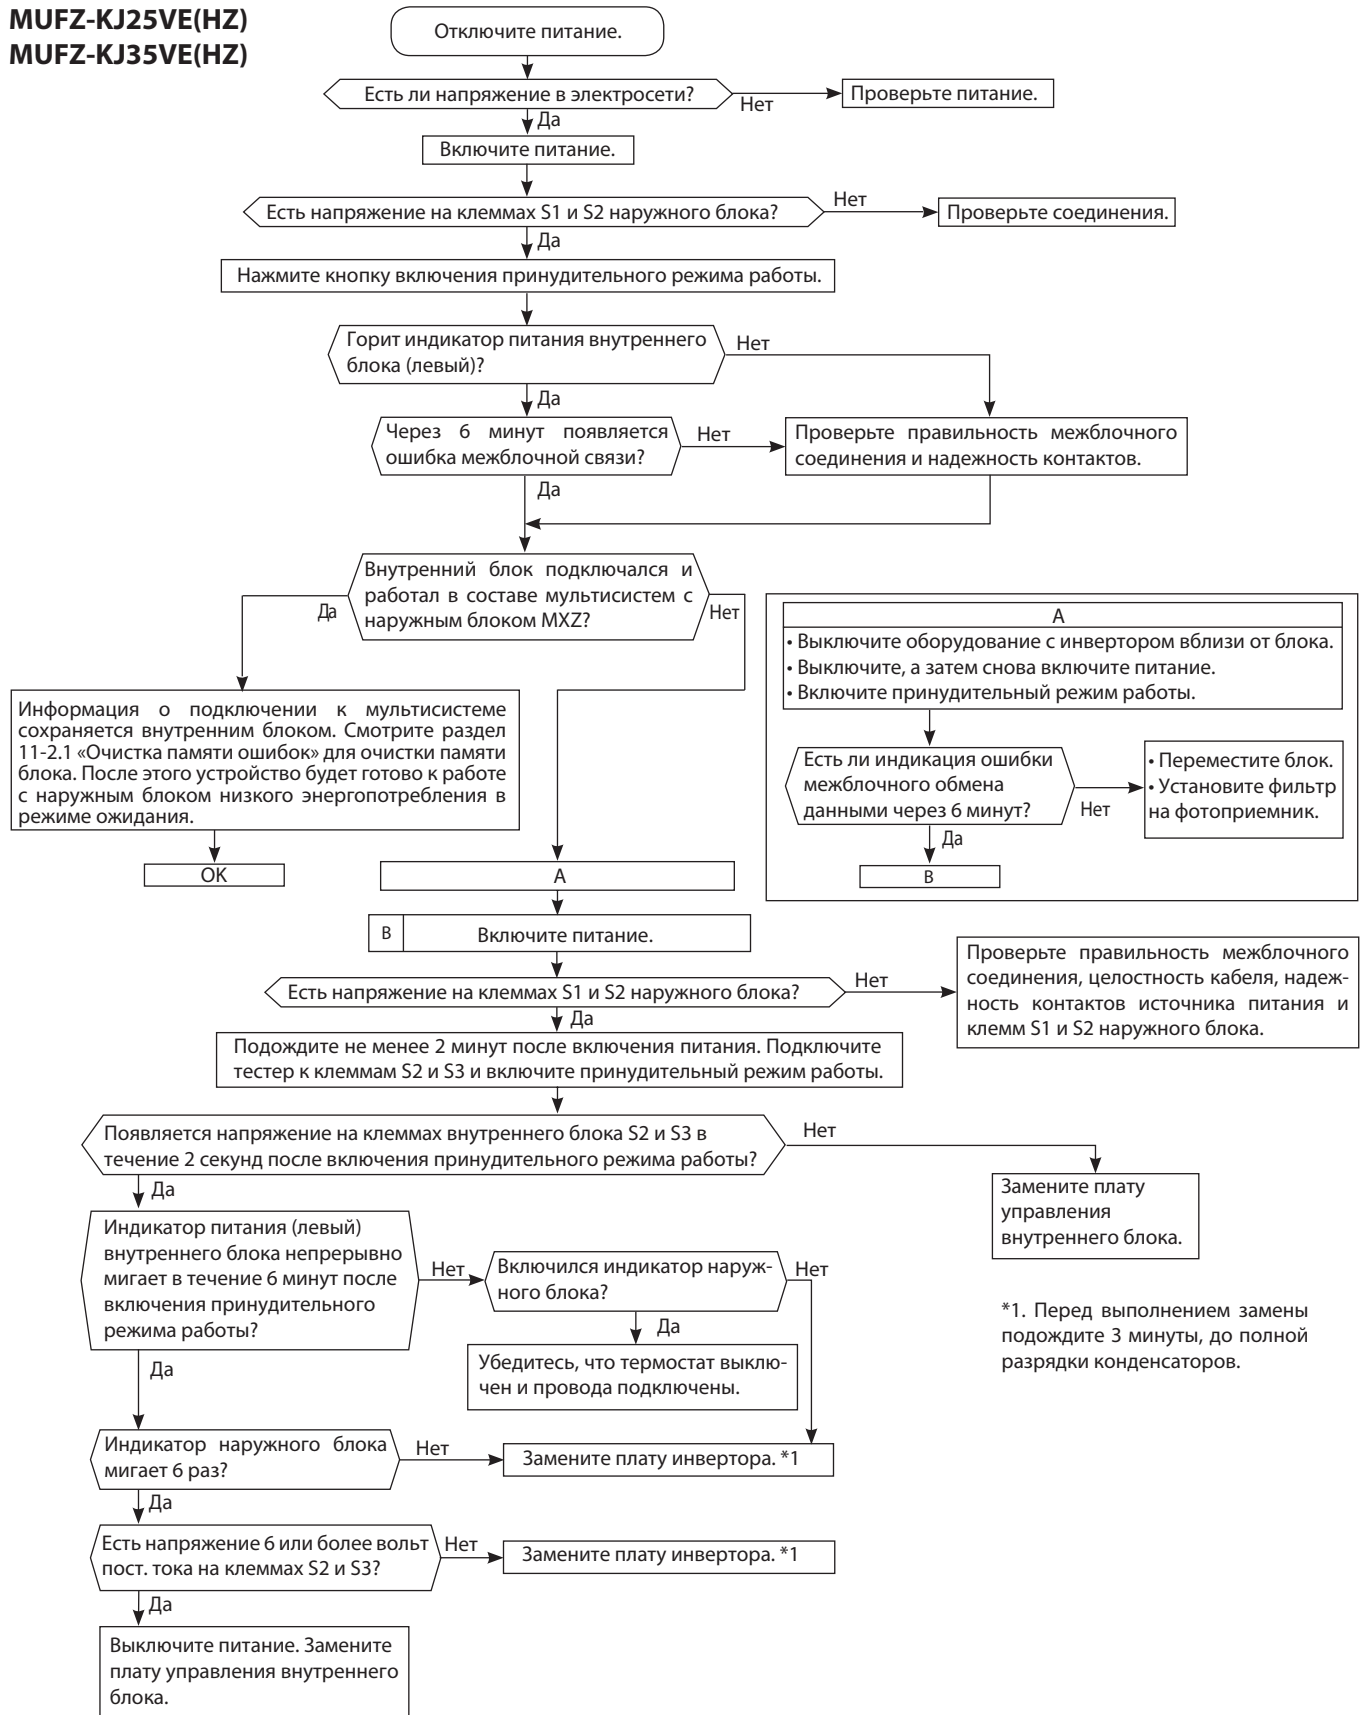 MUFZ-KJ25VE(HZ)
MUFZ-KJ35VE(HZ)
Отключите питание.
Есть ли напряжение в электросети?
Нет
Проверьте питание.
Да
Включите питание.
Есть напряжение на клеммах S1 и S2 наружного блока?
Нет
Проверьте соединения.
Да
Нажмите кнопку включения принудительного режима работы.
Горит индикатор питания внутреннего
блока (левый)?
Нет
Да
Через 6 минут появляется
ошибка межблочной связи?
Нет
Проверьте правильность межблочного
соединения и надежность контактов.
Да
Внутренний блок подключался и
работал в составе мультисистем с
наружным блоком MXZ?
Да
Нет
Информация о подключении к мультисистеме
сохраняется внутренним блоком. Смотрите раздел
11-2.1 «Очистка памяти ошибок» для очистки памяти
блока. После этого устройство будет готово к работе
с наружным блоком низкого энергопотребления в
режиме ожидания.
OK
A
• Выключите оборудование с инвертором вблизи от блока.
• Выключите, а затем снова включите питание.
• Включите принудительный режим работы.
Есть ли индикация ошибки
межблочного обмена
данными через 6 минут?
Нет
• Переместите блок.
• Установите фильтр
на фотоприемник.
Да
B
A
B
Включите питание.
Есть напряжение на клеммах S1 и S2 наружного блока?
Нет
Проверьте правильность межблочного
соединения, целостность кабеля, надеж-
ность контактов источника питания и
клемм S1 и S2 наружного блока.
Да
Подождите не менее 2 минут после включения питания. Подключите
тестер к клеммам S2 и S3 и включите принудительный режим работы.
Появляется напряжение на клеммах внутреннего блока S2 и S3 в
течение 2 секунд после включения принудительного режима работы?
Нет
Замените плату
управления
внутреннего блока.
Да
Индикатор питания (левый)
внутреннего блока непрерывно
мигает в течение 6 минут после
включения принудительного
режима работы?
Нет
Включился индикатор наруж-
ного блока?
Нет
Да
Убедитесь, что термостат выклю-
чен и провода подключены.
*1. Перед выполнением замены
подождите 3 минуты, до полной
разрядки конденсаторов.
Да
Индикатор наружного блока
мигает 6 раз?
Нет
Замените плату инвертора. *1
Да
Есть напряжение 6 или более вольт
пост. тока на клеммах S2 и S3?
Нет
Замените плату инвертора. *1
Да
Выключите питание. Замените
плату управления внутреннего
блока.